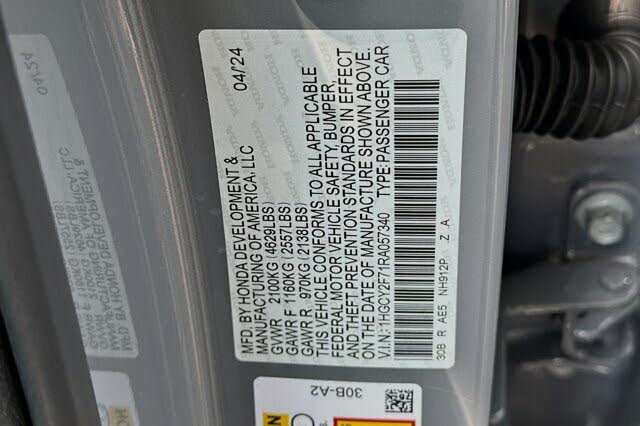 MFD. BY HONDA DEVELOPMENT & 04/24
MANUFACTURING OF AMERICA, LLC
GVWR 2100KG (4629LBS)
GAWR F 1160KG (2557LBS)
GAWR R 970KG (2138LBS)
THIS VEHICLE CONFORMS TO ALL APPLICABLE
FEDERAL MOTOR VEHICLE SAFETY, BUMPER,
AND THEFT PREVENTION STANDARDS IN EFFECT
ON THE DATE OF MANUFACTURE SHOWN ABOVE.
V.I.N.: 1HGCY2F71RA057340 TYPE: PASSENGER CAR
30B R AE5 NH912P Z A
30B-A2